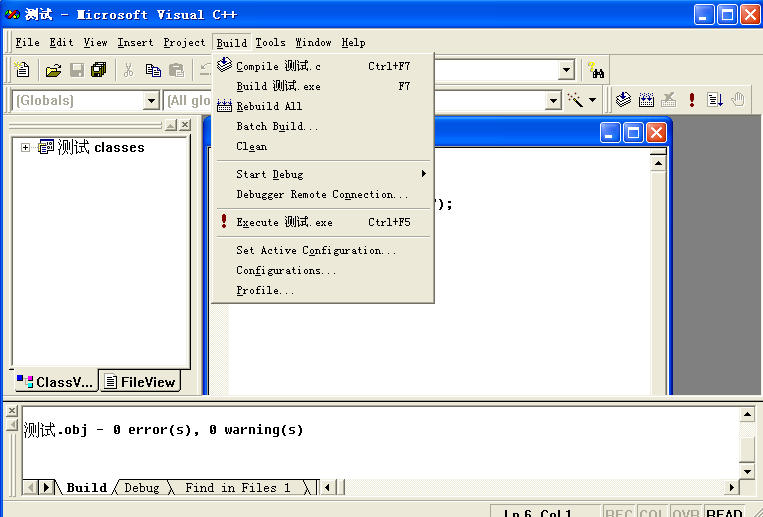 测试 - Microsoft Visual C++
File Edit View Insert Project Build Tools Window Help
Compile 测试.c Ctrl+F7
Build 测试.exe F7
Rebuild All
Batch Build...
Clean
Start Debug
Debugger Remote Connection...
Execute 测试.exe Ctrl+F5
Set Active Configuration...
Configurations...
Profile...
(Globals) (All glo
测试 classes
");
ClassV... FileView
测试.obj - 0 error(s), 0 warning(s)
Build Debug Find in Files 1
Ln 6, Col 1 REC COL OVR READ